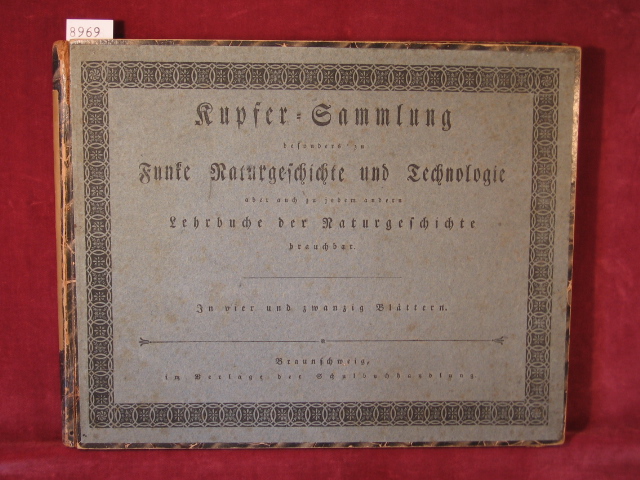 8969
Kupfer=Sammlung
besonders zu
Funke Naturgeschichte und Technologie
aber auch zu jedem andern
Lehrbuche der Naturgeschichte
brauchbar.
In vier und zwanzig Blättern.
Braunschweig,
im Verlage der Schulbuchhandlung.